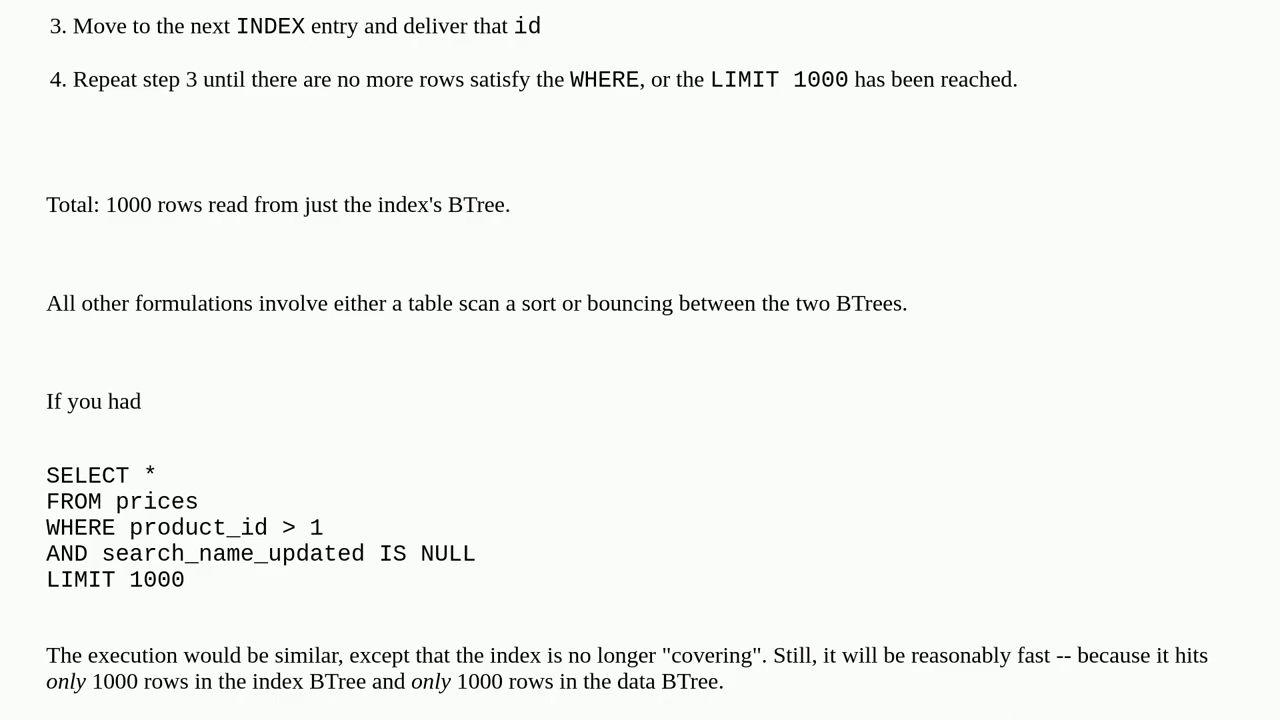 3. Move to the next INDEX entry and deliver that id
4. Repeat step 3 until there are no more rows satisfy the WHERE, or the LIMIT 1000 has been reached.
Total: 1000 rows read from just the index's BTree.
All other formulations involve either a table scan a sort or bouncing between the two BTrees.
If you had
SELECT *
FROM prices
WHERE product_id > 1
AND search_name_updated IS NULL
LIMIT 1000
The execution would be similar, except that the index is no longer "covering". Still, it will be reasonably fast -- because it hits
only 1000 rows in the index BTree and only 1000 rows in the data BTree.